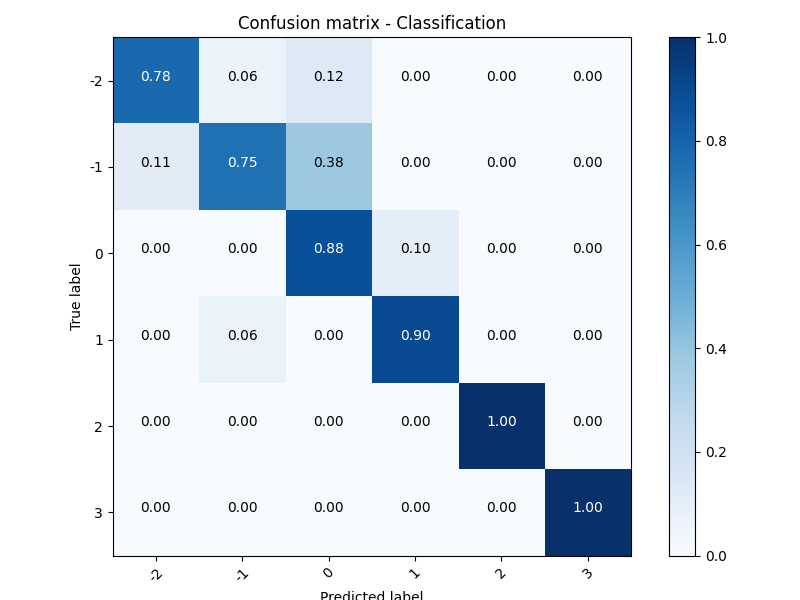 Confusion matrix - Classification
-2 0.78 0.06 0.12 0.00 0.00 0.00
-1 0.11 0.75 0.38 0.00 0.00 0.00
0 0.00 0.00 0.88 0.10 0.00 0.00
1 0.00 0.06 0.00 0.90 0.00 0.00
2 0.00 0.00 0.00 0.00 1.00 0.00
3 0.00 0.00 0.00 0.00 0.00 1.00
-2 -1 0 1 2 3
True label
Predicted label
1.0
0.8
0.6
0.4
0.2
0.0